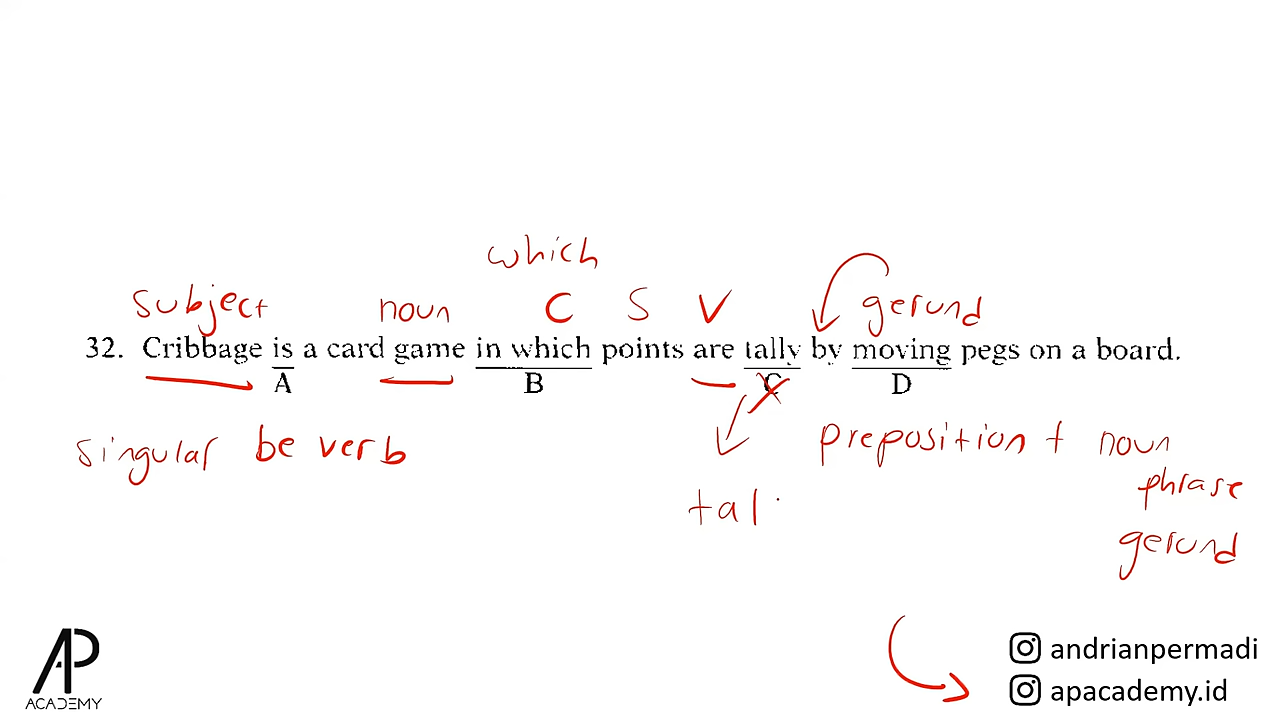 which
subject noun C S V gerund
32. Cribbage is a card game in which points are tally by moving pegs on a board.
A B C D
singular be verb preposition + noun
phrase
tal
gerund
AP
ACADEMY
andrianpermadi
apacademy.id